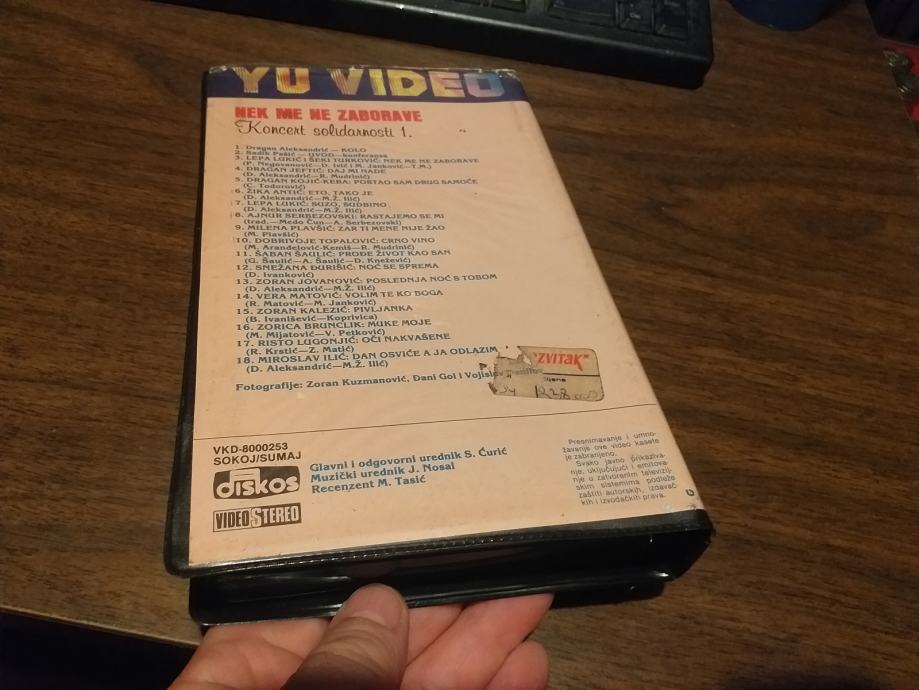 YU VIDEO
NEK ME NE ZABORAVE
Koncert solidarnosti 1.
1. Dragan Aleksandrić — KOLO
2. Sadik Pašić — UVOD—konferansa
3. LEPA LUKIĆ I ŠEKI TURKOVIĆ: NEK ME NE ZABORAVE
(P. Negovanović—D. Ivić i M. Janković—T.M.)
4. DRAGAN JEFTIĆ: DAJ MI NADE
(D. Aleksandrić—R. Mudrinić)
5. DRAGAN KOJIĆ-KEBA: POSTAO SAM DRUG SAMOĆE
(C. Todorović)
6. ŽIKA ANTIĆ: ETO, TAKO JE
(D. Aleksandrić—M.Ž. Ilić)
7. LEPA LUKIĆ: SUZO, SUDBINO
(D. Aleksandrić—M.Ž. Ilić)
8. AJNUR SERBEZOVSKI: RASTAJEMO SE MI
(trad.—Medo Čun—A. Serbezovski)
9. MILENA PLAVŠIĆ: ZAR TI MENE NIJE ŽAO
(M. Plavšić)
10. DOBRIVOJE TOPALOVIĆ: CRNO VINO
(M. Aranđelović-Kemiš—R. Mudrinić)
11. ŠABAN ŠAULIĆ: PROĐE ŽIVOT KAO SAN
(G. Šaulić—A. Šaulić—D. Knežević)
12. SNEŽANA ĐURIŠIĆ: NOĆ SE SPREMA
(D. Ivanković)
13. ZORAN JOVANOVIĆ: POSLEDNJA NOĆ S TOBOM
(D. Aleksandrić—M.Ž. Ilić)
14. VERA MATOVIĆ: VOLIM TE KO BOGA
(R. Matović—M. Janković)
15. ZORAN KALEZIĆ: PIVLJANKA
(B. Ivanišević—Koprivica)
16. ZORICA BRUNCLIK: MUKE MOJE
(M. Mijatović—V. Petković)
17. RISTO LUGONJIĆ: OČI NAKVAŠENE
(R. Krstić—Z. Matić)
18. MIROSLAV ILIĆ: DAN OSVIĆE A JA ODLAZIM
(D. Aleksandrić—M.Ž. Ilić)
Fotografije: Zoran Kuzmanović, Dani Gol i Vojislav
ZVITAK"
VKD-8000253
SOKOJ/SUMAJ
diskos
VIDEO STEREO
Glavni i odgovorni urednik S. Ćurić
Muzički urednik J. Nosal
Recenzent M. Tasić
Presnimavanje i umno-
žavanje ove video kasete
je zabranjeno.
Svako javno prikaziva-
nje, uključujući i emitova-
nje u zatvorenim televizij-
skim sistemima podleže
zaštiti autorskih, izdavač-
kih i izvođačkih prava.